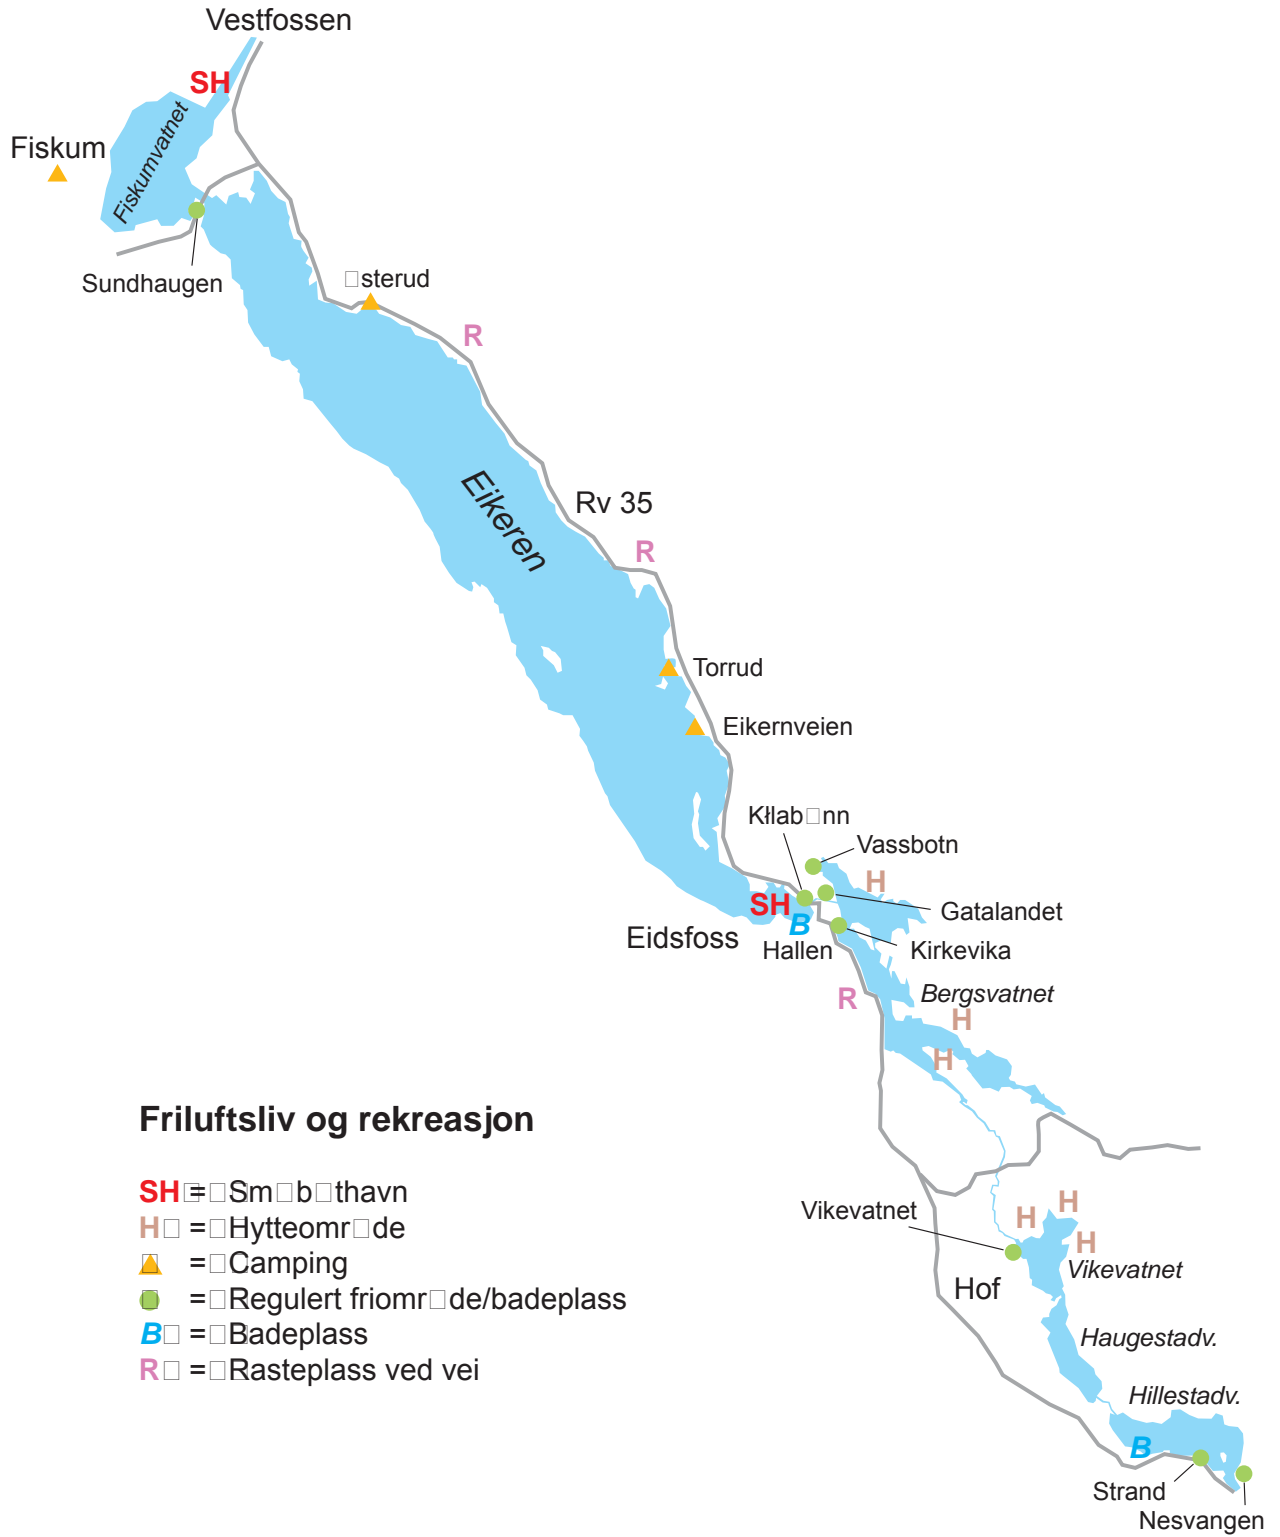 Vestfossen
SH
Fiskumvatnet
Fiskum
Sundhaugen
□sterud
R
Eikeren
Rv 35
R
Torrud
Eikernveien
Kłlab□nn
Vassbotn
H
SH
B
Gatalandet
Eidsfoss
Hallen
Kirkevika
R
Bergsvatnet
H
H
Friluftsliv og rekreasjon
SH□=□Sm□b□thavn
H□ =□Hytteomr□de
□ =□Camping
□ =□Regulert friomr□de/badeplass
B□ =□Badeplass
R□ =□Rasteplass ved vei
Vikevatnet
H
H
H
Vikevatnet
Hof
Haugestadv.
Hillestadv.
B
Strand
Nesvangen